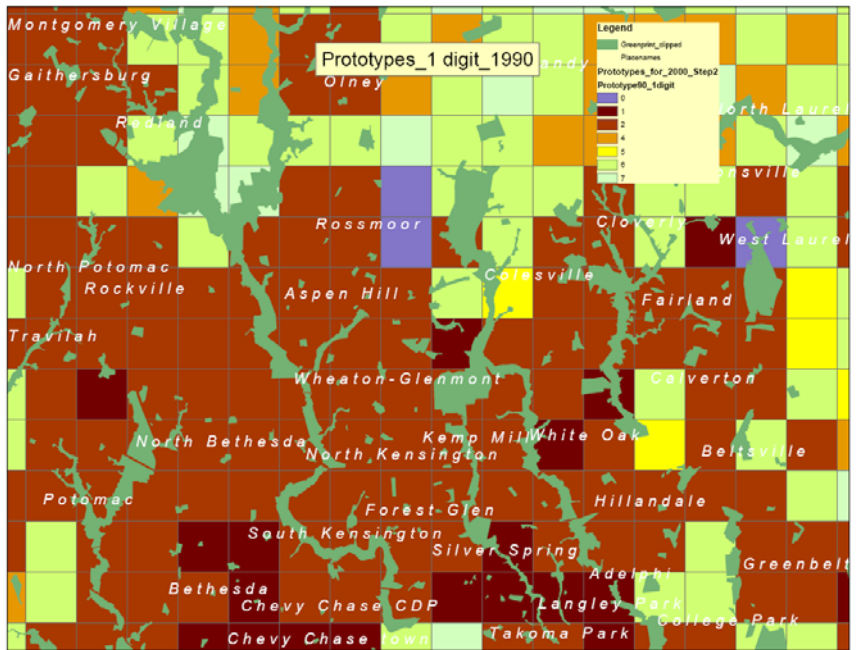 Montgomery Village
Prototypes_1 digit_1990
Legend
Greenprint_clipped
Placenames
Prototypes_for_2000_Step2
Prototype90_1digit
0
1
2
4
5
6
7
Gaithersburg
Olney
Redland
North Laurel
Rossmoor
Cloverly
West Laurel
North Potomac
Rockville
Aspen Hill
Colesville
Fairland
Travilah
Wheaton-Glenmont
Calverton
North Bethesda
Kemp Mill
White Oak
North Kensington
Beltsville
Potomac
Forest Glen
Hillandale
South Kensington
Silver Spring
Greenbelt
Bethesda
Adelphi
Chevy Chase CDP
Langley Park
College Park
Chevy Chase town
Takoma Park